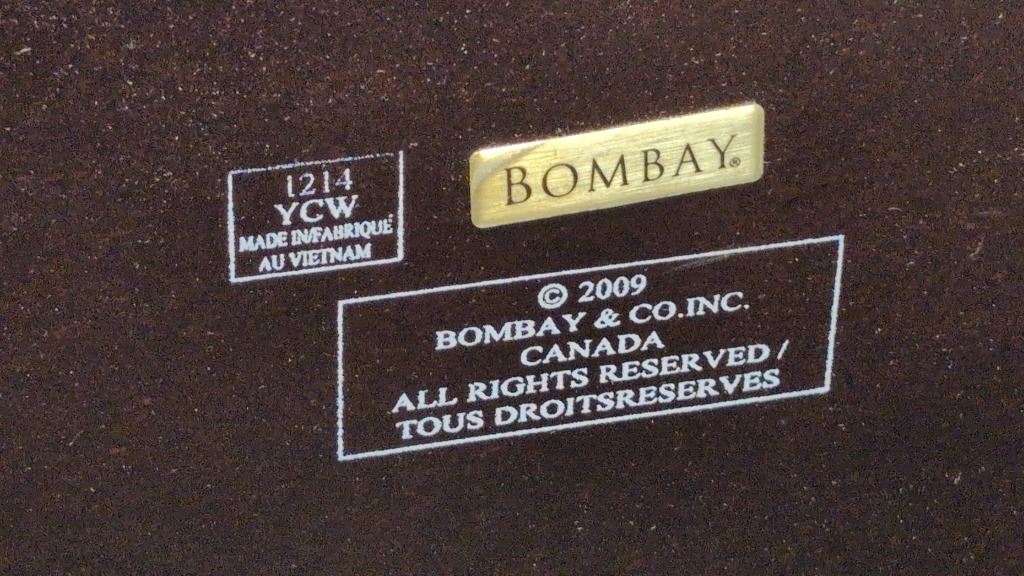 1214
YCW
MADE IN/FABRIQUÉ
AU VIETNAM
BOMBAY®
© 2009
BOMBAY & CO.INC.
CANADA
ALL RIGHTS RESERVED /
TOUS DROITSRESERVES